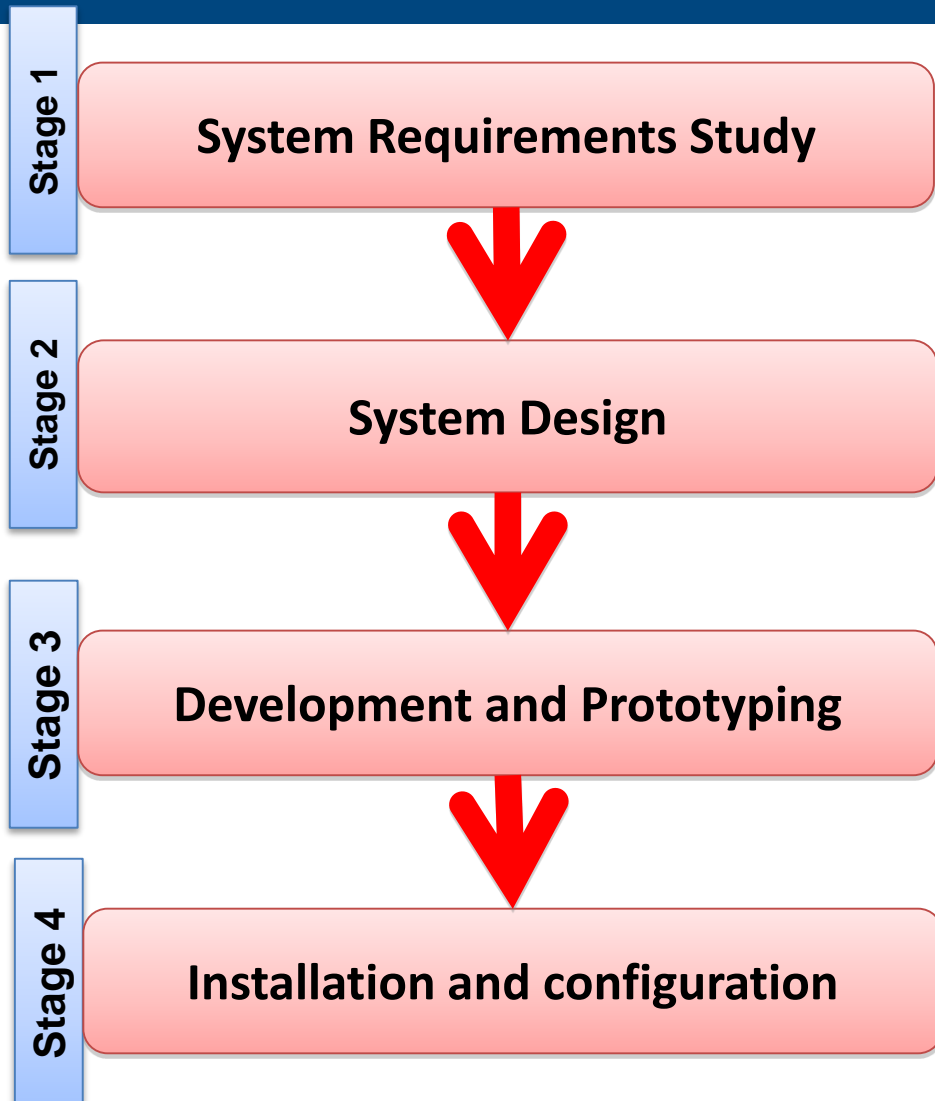 Stage 1
System Requirements Study
Stage 2
System Design
Stage 3
Development and Prototyping
Stage 4
Installation and configuration